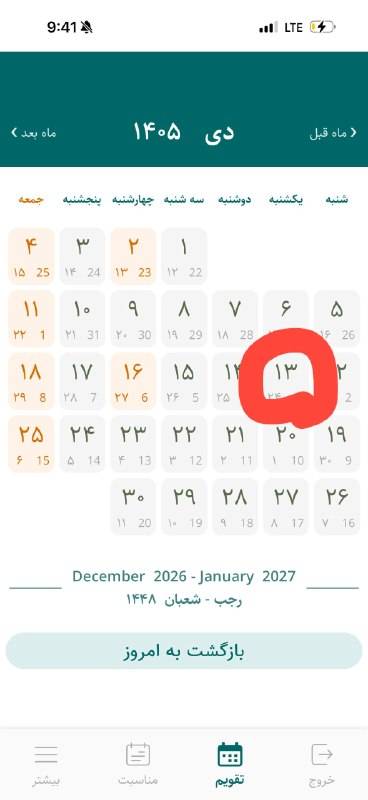 9:41 LTE
ماه قبل دی ۱۴۰۵ ماه بعد
شنبه یکشنبه دوشنبه سه شنبه چهارشنبه پنجشنبه جمعه
۱ ۲ ۳ ۴
22 ۱۲ 23 ۱۳ 24 ۱۴ 25 ۱۵
۵ ۶ ۷ ۸ ۹ ۱۰ ۱۱
26 ۱۶ 28 ۱۸ 29 ۱۹ 30 ۲۰ 31 ۲۱ 1 ۲۲
۱۳ ۱۵ ۱۶ ۱۷ ۱۸
2 ۲۵ 5 ۲۶ 6 ۲۷ 7 ۲۸ 8 ۲۹
۱۹ ۲۰ ۲۱ ۲۲ ۲۳ ۲۴ ۲۵
9 ۳۰ 10 ۱ 11 ۲ 12 ۳ 13 ۴ 14 ۵ 15 ۶
۲۶ ۲۷ ۲۸ ۲۹ ۳۰
16 ۷ 17 ۸ 18 ۹ 19 ۱۰ 20 ۱۱
December 2026 - January 2027
رجب - شعبان ۱۴۴۸
بازگشت به امروز
خروج تقویم مناسبت بیشتر